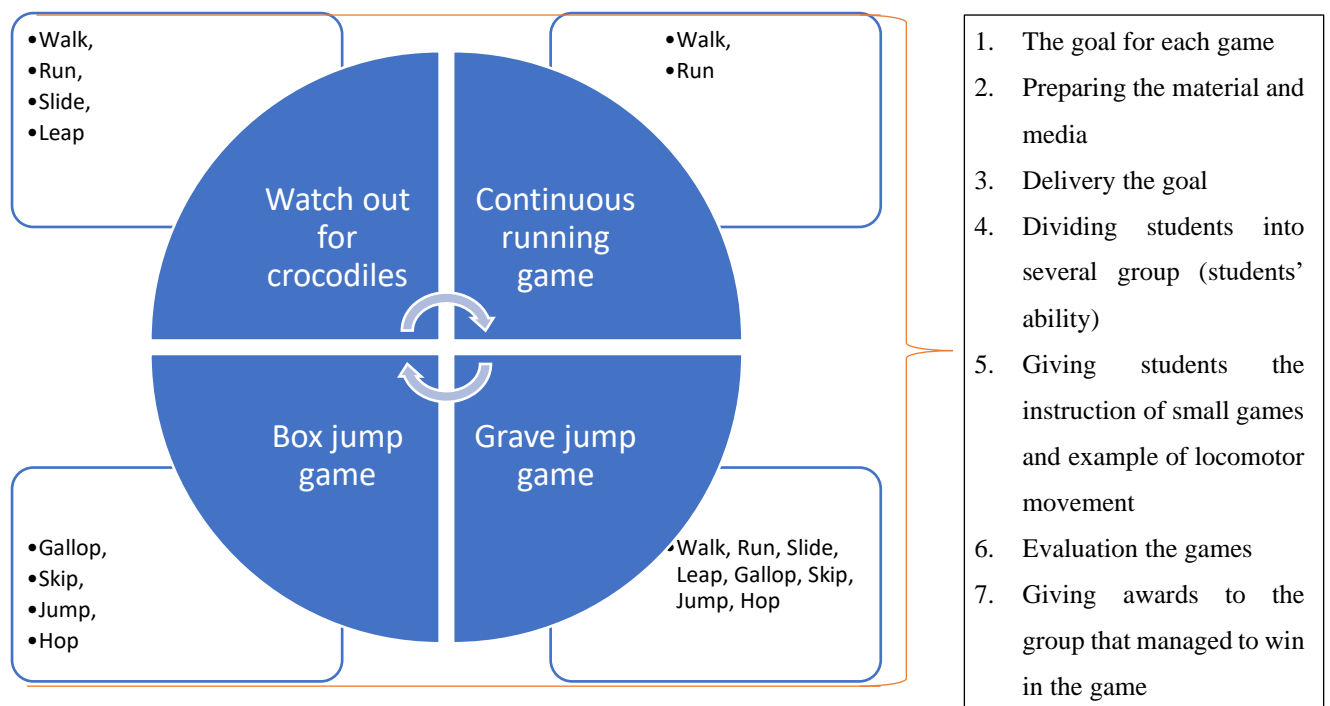 •Walk,
•Run,
•Slide,
•Leap
•Walk,
•Run
Watch out
for
crocodiles
Continuous
running
game
Box jump
game
Grave jump
game
•Gallop,
•Skip,
•Jump,
•Hop
•Walk, Run, Slide,
Leap, Gallop, Skip,
Jump, Hop
1. The goal for each game
2. Preparing the material and
media
3. Delivery the goal
4. Dividing students into
several group (students’
ability)
5. Giving students the
instruction of small games
and example of locomotor
movement
6. Evaluation the games
7. Giving awards to the
group that managed to win
in the game